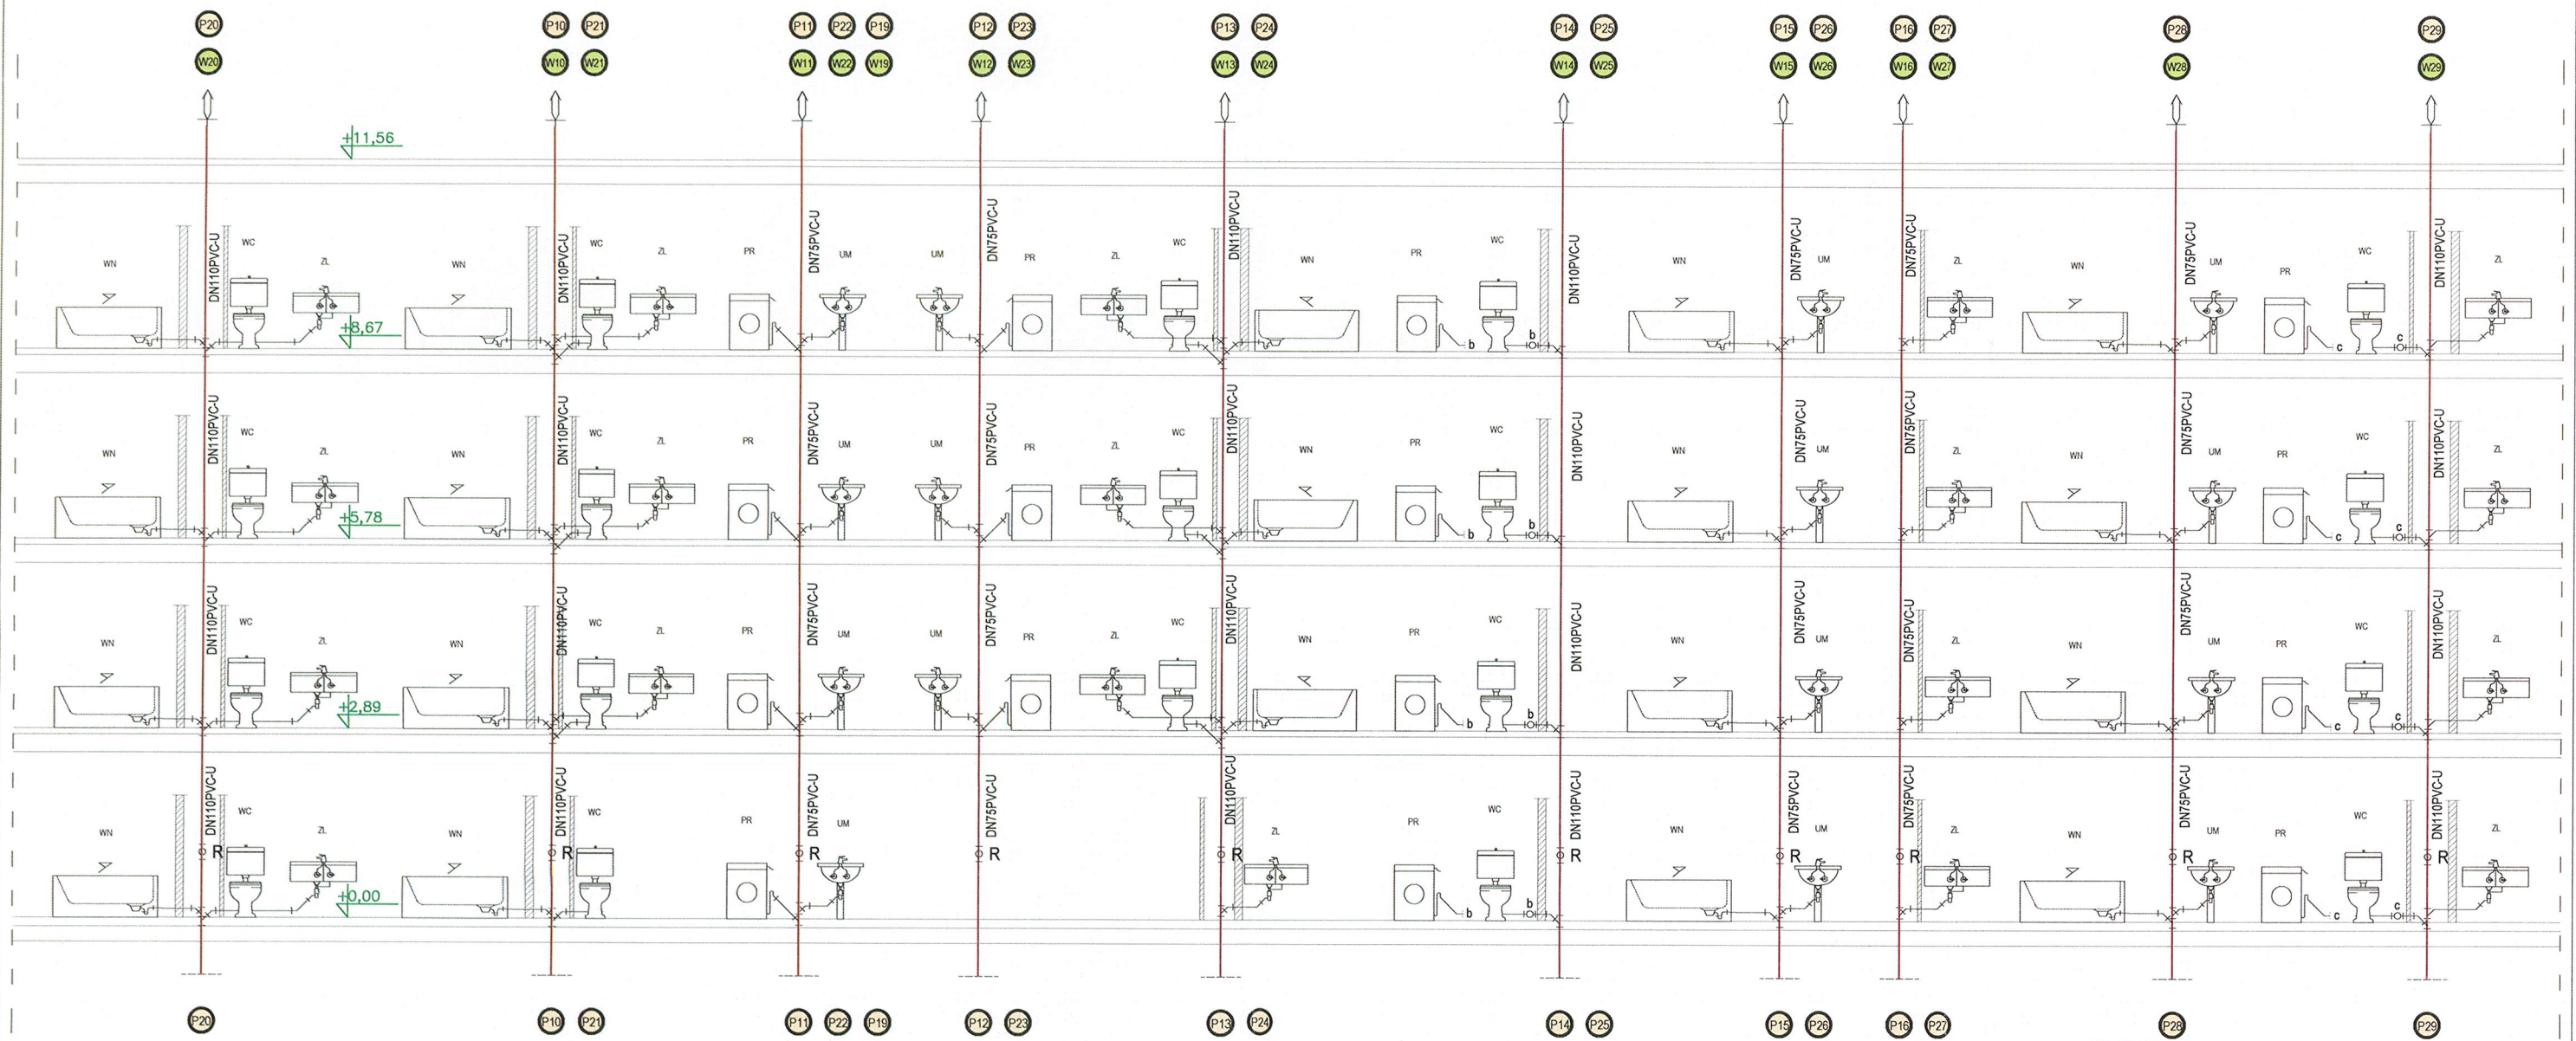 P20 P10 P21 P11 P22 P19 P12 P23 P13 P24 P14 P25 P15 P26 P16 P27 P28 P29
W20 W10 W21 W11 W22 W19 W12 W23 W13 W24 W14 W25 W15 W26 W16 W27 W28 W29
+11,56
WN DN110PVC-U WC ZL WN DN110PVC-U WC ZL PR DN75PVC-U UM UM DN75PVC-U PR ZL WC DN110PVC-U WN PR WC DN110PVC-U WN DN75PVC-U UM DN75PVC-U ZL WN DN75PVC-U UM PR WC DN110PVC-U ZL
+8,67
b b c c
WN DN110PVC-U WC ZL WN DN110PVC-U WC ZL PR DN75PVC-U UM UM DN75PVC-U PR ZL WC DN110PVC-U WN PR WC DN110PVC-U WN DN75PVC-U UM DN75PVC-U ZL WN DN75PVC-U UM PR WC DN110PVC-U ZL
+5,78
b b c c
WN DN110PVC-U WC ZL WN DN110PVC-U WC ZL PR DN75PVC-U UM UM DN75PVC-U PR ZL WC DN110PVC-U WN PR WC DN110PVC-U WN DN75PVC-U UM DN75PVC-U ZL WN DN75PVC-U UM PR WC DN110PVC-U ZL
+2,89
b b c c
WN DN110PVC-U WC ZL WN DN110PVC-U WC PR DN75PVC-U UM DN75PVC-U DN110PVC-U ZL PR WC DN110PVC-U WN DN75PVC-U UM DN75PVC-U ZL WN DN75PVC-U UM PR WC DN110PVC-U ZL
R R R R R R R R R R
+0,00
b b c c
P20 P10 P21 P11 P22 P19 P12 P23 P13 P24 P14 P25 P15 P26 P16 P27 P28 P29